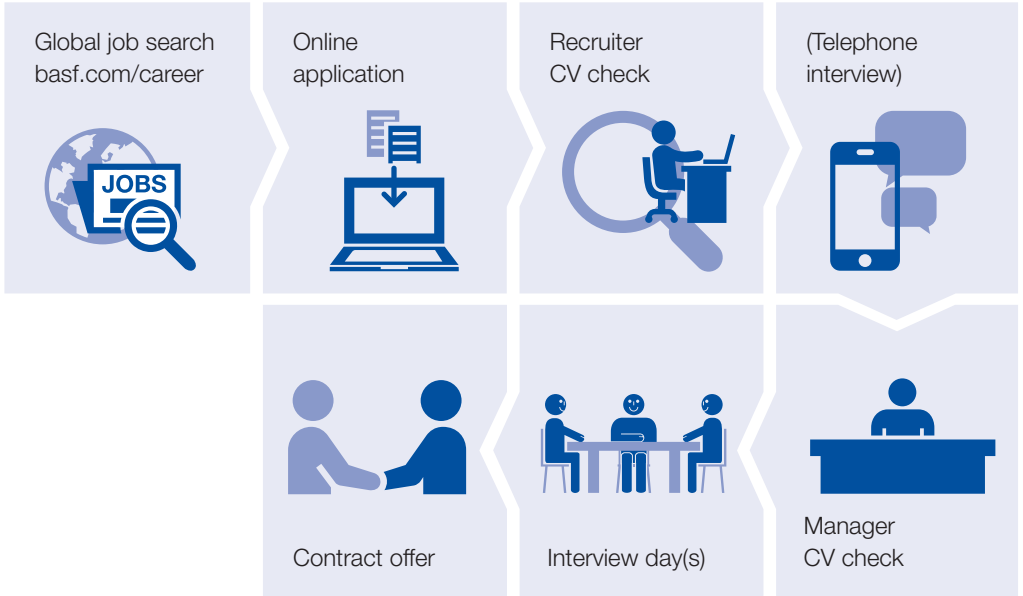 Global job search
basf.com/career
Online
application
Recruiter
CV check
(Telephone
interview)
JOBS
Manager
CV check
Interview day(s)
Contract offer